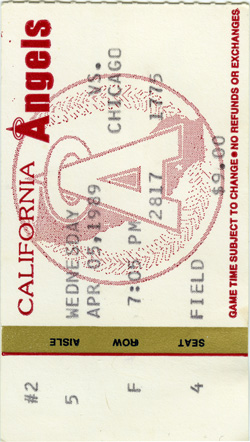 CALIFORNIA Angels
WEDNESDAY VS.
APR 05,1989 CHICAGO
7:05 PM
2817 1775
FIELD $9.00
GAME TIME SUBJECT TO CHANGE • NO REFUNDS OR EXCHANGES
A
AISLE ROW SEAT
#2
5 F 4